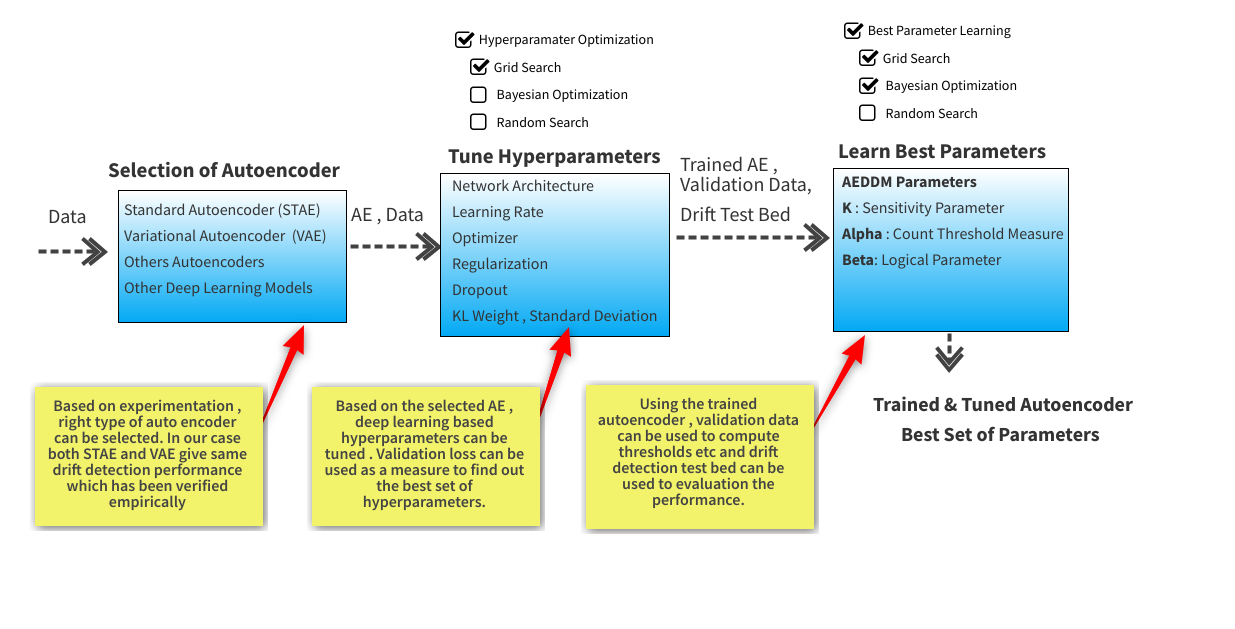 Hyperparamater Optimization
Grid Search
Bayesian Optimization
Random Search
Best Parameter Learning
Grid Search
Bayesian Optimization
Random Search
Selection of Autoencoder
Tune Hyperparameters
Learn Best Parameters
Data
Standard Autoencoder (STAE)
Variational Autoencoder (VAE)
Others Autoencoders
Other Deep Learning Models
AE , Data
Network Architecture
Learning Rate
Optimizer
Regularization
Dropout
KL Weight , Standard Deviation
Trained AE ,
Validation Data,
Drift Test Bed
AEDDM Parameters
K : Sensitivity Parameter
Alpha : Count Threshold Measure
Beta: Logical Parameter
Based on experimentation ,
right type of auto encoder
can be selected. In our case
both STAE and VAE give same
drift detection performance
which has been verified
empirically
Based on the selected AE ,
deep learning based
hyperparameters can be
tuned . Validation loss can be
used as a measure to find out
the best set of
hyperparameters.
Using the trained
autoencoder , validation data
can be used to compute
thresholds etc and drift
detection test bed can be
used to evaluation the
performance.
Trained & Tuned Autoencoder
Best Set of Parameters